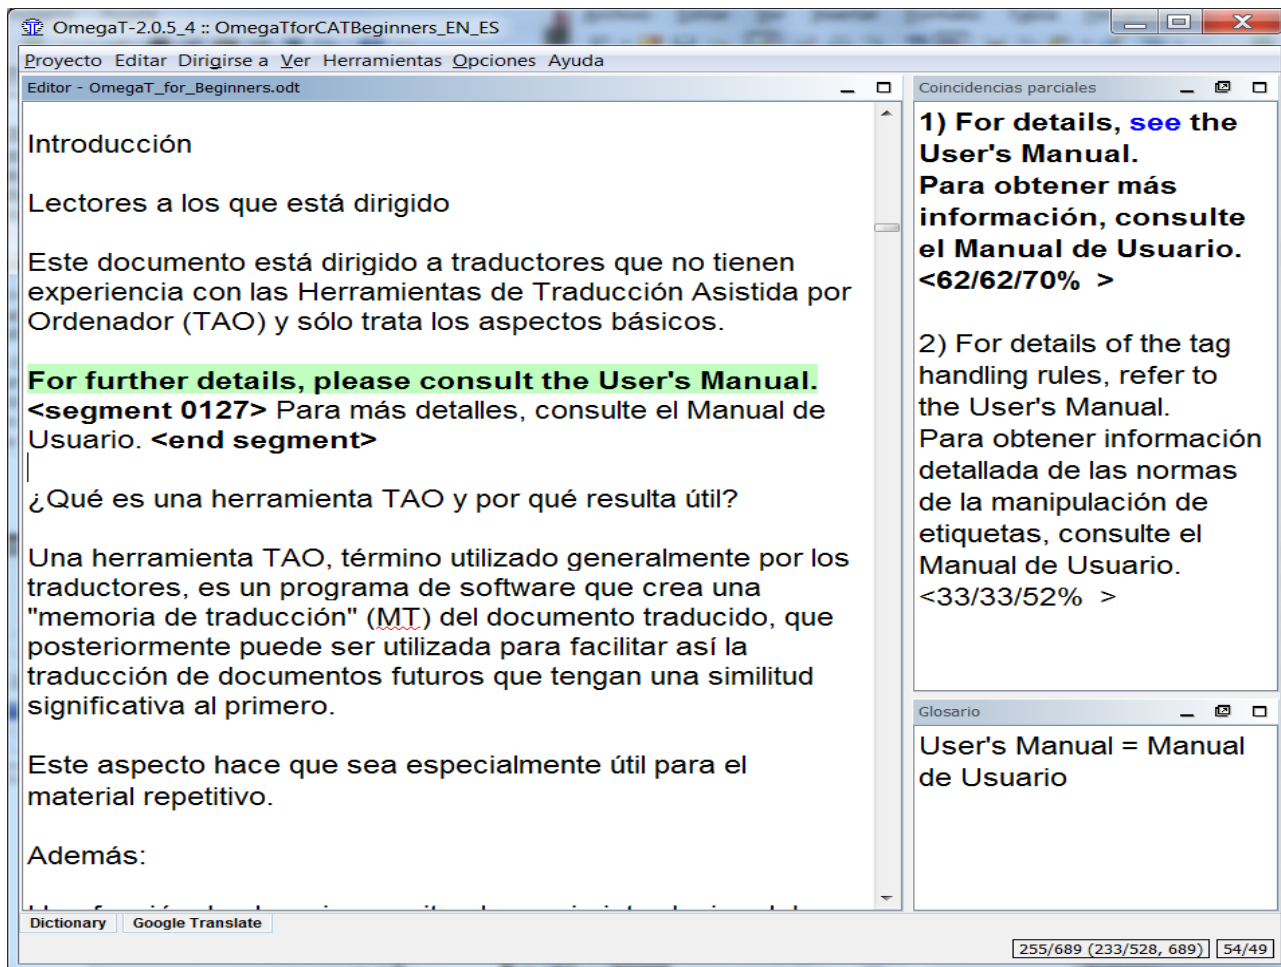 OmegaT-2.0.5_4 :: OmegaTforCATBeginners_EN_ES
Proyecto Editar Dirigirse a Ver Herramientas Opciones Ayuda
Editor - OmegaT_for_Beginners.odt
Introducción
Lectores a los que está dirigido
Este documento está dirigido a traductores que no tienen
experiencia con las Herramientas de Traducción Asistida por
Ordenador (TAO) y sólo trata los aspectos básicos.
For further details, please consult the User's Manual.
<segment 0127> Para más detalles, consulte el Manual de
Usuario. <end segment>
¿Qué es una herramienta TAO y por qué resulta útil?
Una herramienta TAO, término utilizado generalmente por los
traductores, es un programa de software que crea una
"memoria de traducción" (MT) del documento traducido, que
posteriormente puede ser utilizada para facilitar así la
traducción de documentos futuros que tengan una similitud
significativa al primero.
Este aspecto hace que sea especialmente útil para el
material repetitivo.
Además:
Coincidencias parciales
1) For details, see the
User's Manual.
Para obtener más
información, consulte
el Manual de Usuario.
<62/62/70% >
2) For details of the tag
handling rules, refer to
the User's Manual.
Para obtener información
detallada de las normas
de la manipulación de
etiquetas, consulte el
Manual de Usuario.
<33/33/52% >
Glosario
User's Manual = Manual
de Usuario
Dictionary
Google Translate
255/689 (233/528, 689)
54/49